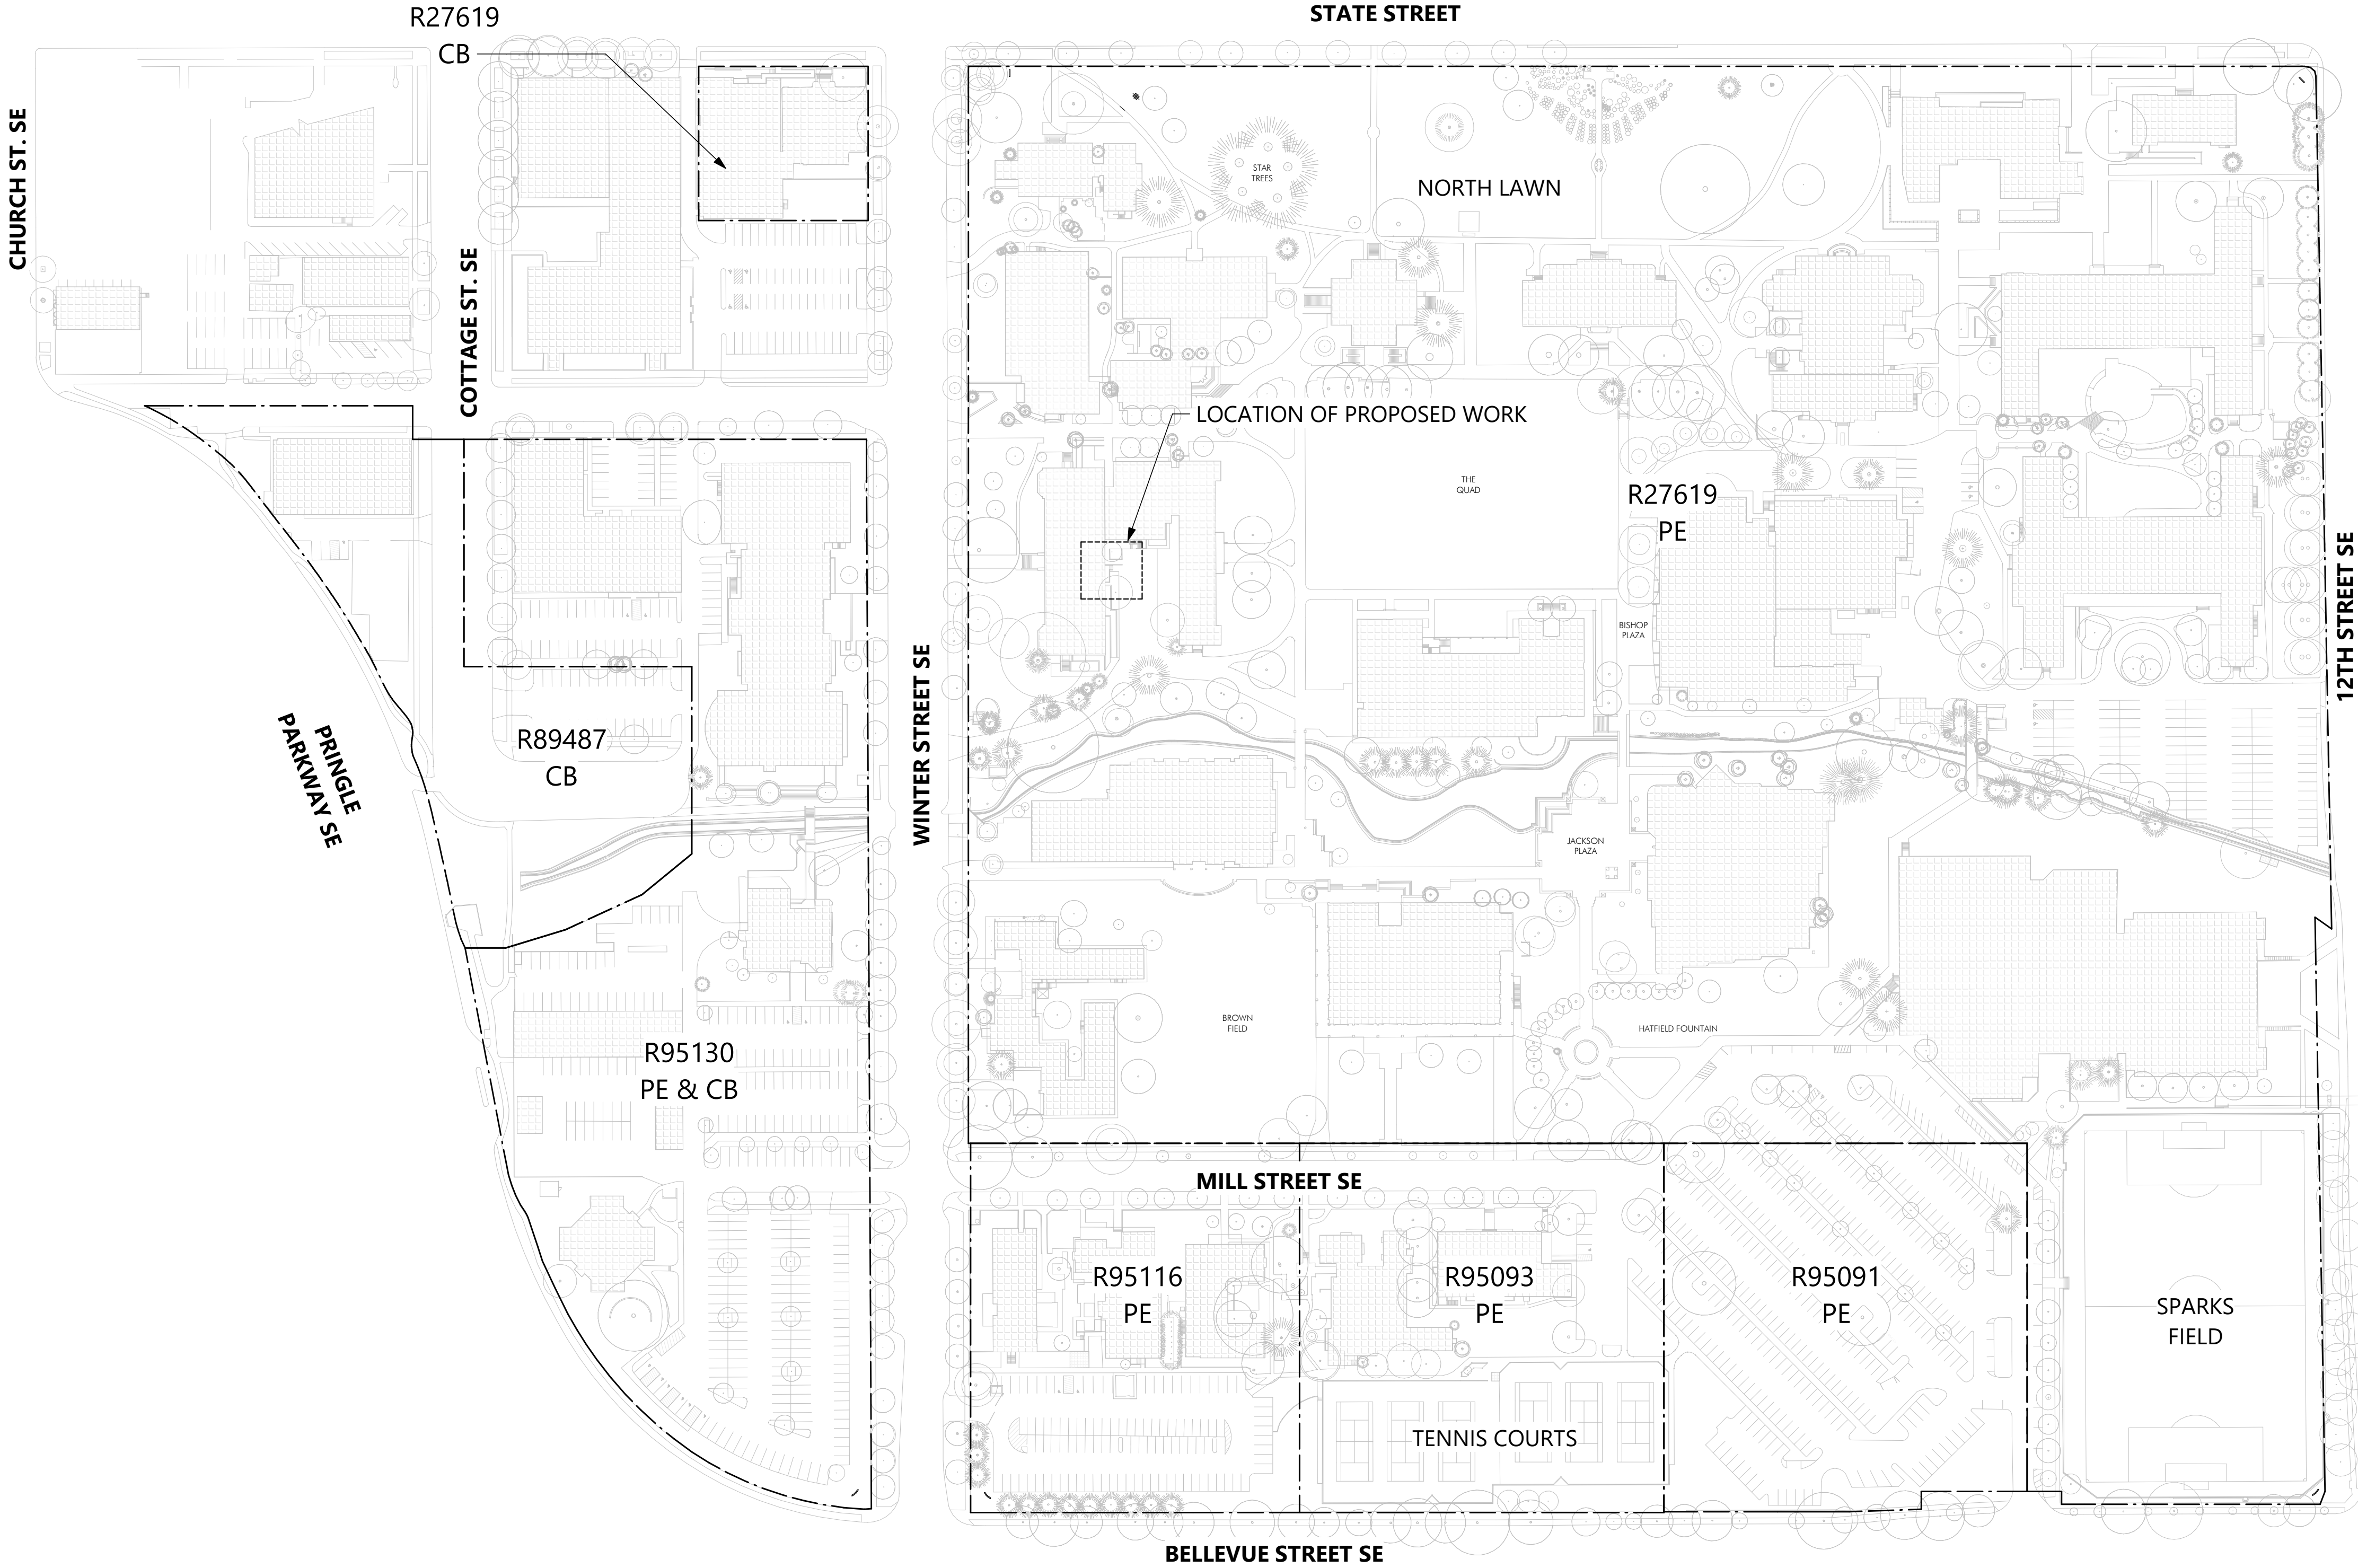 R27619
CB
STATE STREET
CHURCH ST. SE
COTTAGE ST. SE
STAR
TREES
NORTH LAWN
LOCATION OF PROPOSED WORK
THE
QUAD
R27619
PE
12TH STREET SE
BISHOP
PLAZA
WINTER STREET SE
PRINGLE
PARKWAY SE
R89487
CB
JACKSON
PLAZA
BROWN
FIELD
HATFIELD FOUNTAIN
R95130
PE & CB
MILL STREET SE
R95116
PE
R95093
PE
R95091
PE
SPARKS
FIELD
TENNIS COURTS
BELLEVUE STREET SE